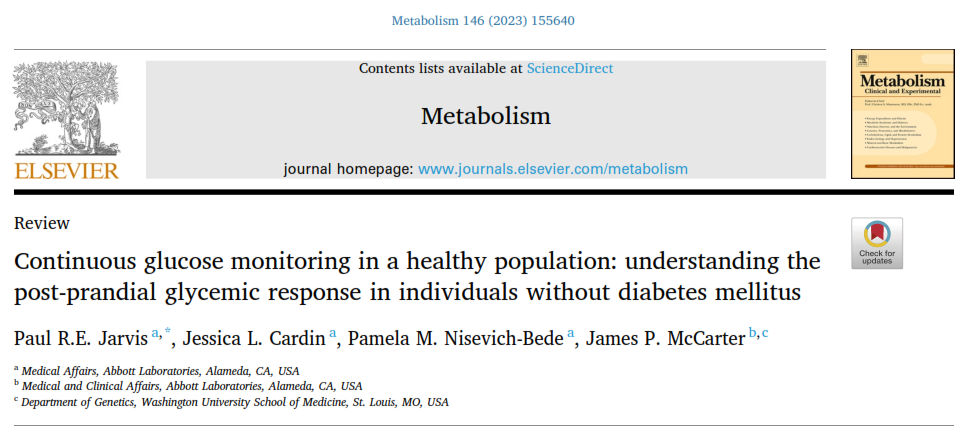 Metabolism 146 (2023) 155640
Contents lists available at ScienceDirect
Metabolism
journal homepage: www.journals.elsevier.com/metabolism
ELSEVIER
Metabolism
Clinical and Experimental
Review
Check for
updates
Continuous glucose monitoring in a healthy population: understanding the
post-prandial glycemic response in individuals without diabetes mellitus
Paul R.E. Jarvis a,*, Jessica L. Cardin a, Pamela M. Nisevich-Bede a, James P. McCarter b,c
a Medical Affairs, Abbott Laboratories, Alameda, CA, USA
b Medical and Clinical Affairs, Abbott Laboratories, Alameda, CA, USA
c Department of Genetics, Washington University School of Medicine, St. Louis, MO, USA